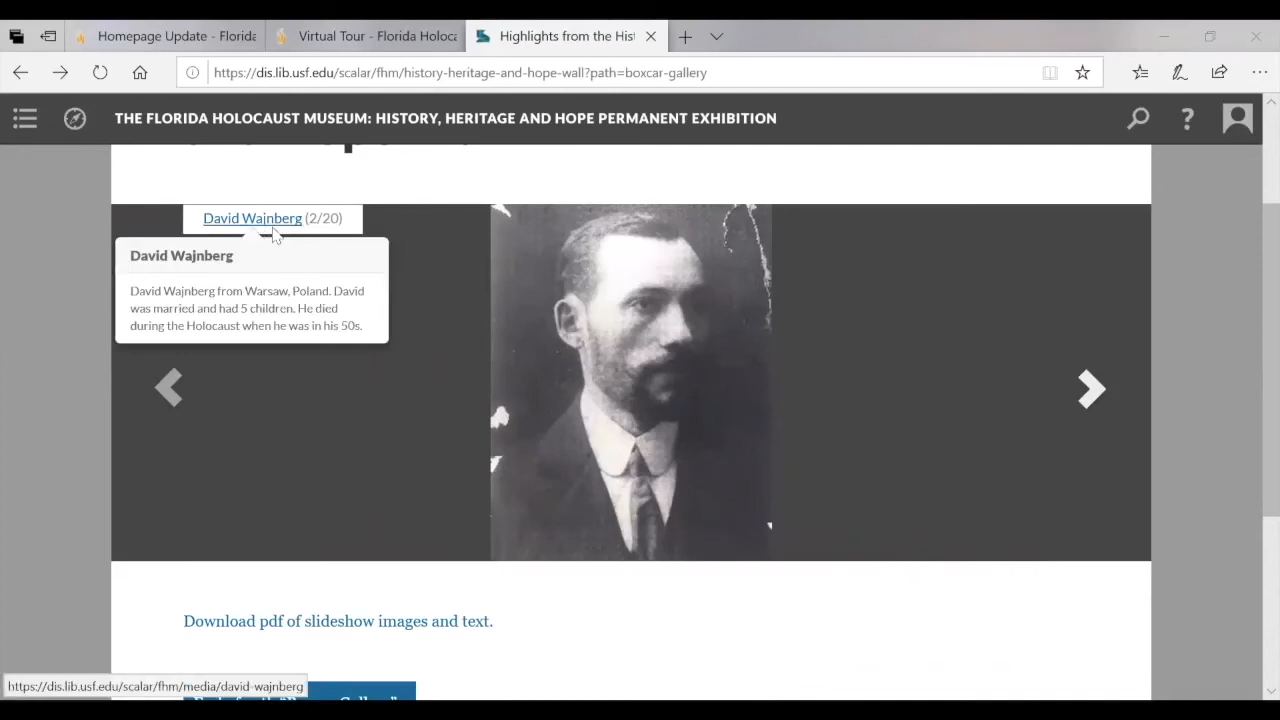 Homepage Update - Florida
Virtual Tour - Florida Holoca
Highlights from the Hist
https://dis.lib.usf.edu/scalar/fhm/history-heritage-and-hope-wall?path=boxcar-gallery
THE FLORIDA HOLOCAUST MUSEUM: HISTORY, HERITAGE AND HOPE PERMANENT EXHIBITION
David Wajnberg (2/20)
David Wajnberg
David Wajnberg from Warsaw, Poland. David
was married and had 5 children. He died
during the Holocaust when he was in his 50s.
Download pdf of slideshow images and text.
https://dis.lib.usf.edu/scalar/fhm/media/david-wajnberg